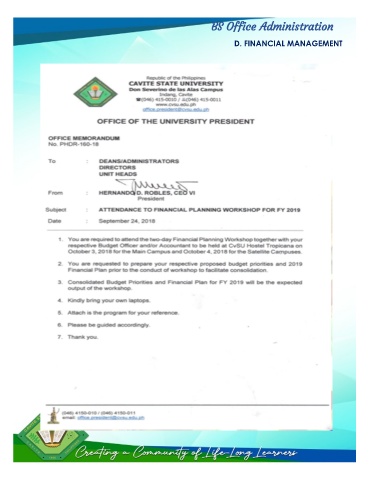 BS Office Administration
D. FINANCIAL MANAGEMENT
Republic of the Philippines
CAVITE STATE UNIVERSITY
Don Severino de las Alas Campus
Indang, Cavite
☎(046) 415-0010 / (046) 415-0011
www.cvsu.edu.ph
office.president@cvsu.edu.ph
OFFICE OF THE UNIVERSITY PRESIDENT
OFFICE MEMORANDUM
No. PHDR-160-18
To : DEANS/ADMINISTRATORS
DIRECTORS
UNIT HEADS
From : HERNANDO D. ROBLES, CEO VI
President
Subject : ATTENDANCE TO FINANCIAL PLANNING WORKSHOP FOR FY 2019
Date : September 24, 2018
1. You are required to attend the two-day Financial Planning Workshop together with your
respective Budget Officer and/or Accountant to be held at CvSU Hostel Tropicana on
October 3, 2018 for the Main Campus and October 4, 2018 for the Satellite Campuses.
2. You are requested to prepare your respective proposed budget priorities and 2019
Financial Plan prior to the conduct of workshop to facilitate consolidation.
3. Consolidated Budget Priorities and Financial Plan for FY 2019 will be the expected
output of the workshop.
4. Kindly bring your own laptops.
5. Attach is the program for your reference.
6. Please be guided accordingly.
7. Thank you.
(046) 4150-010 / (046) 4150-011
email: office.president@cvsu.edu.ph
Creating a Community of Life-Long Learners